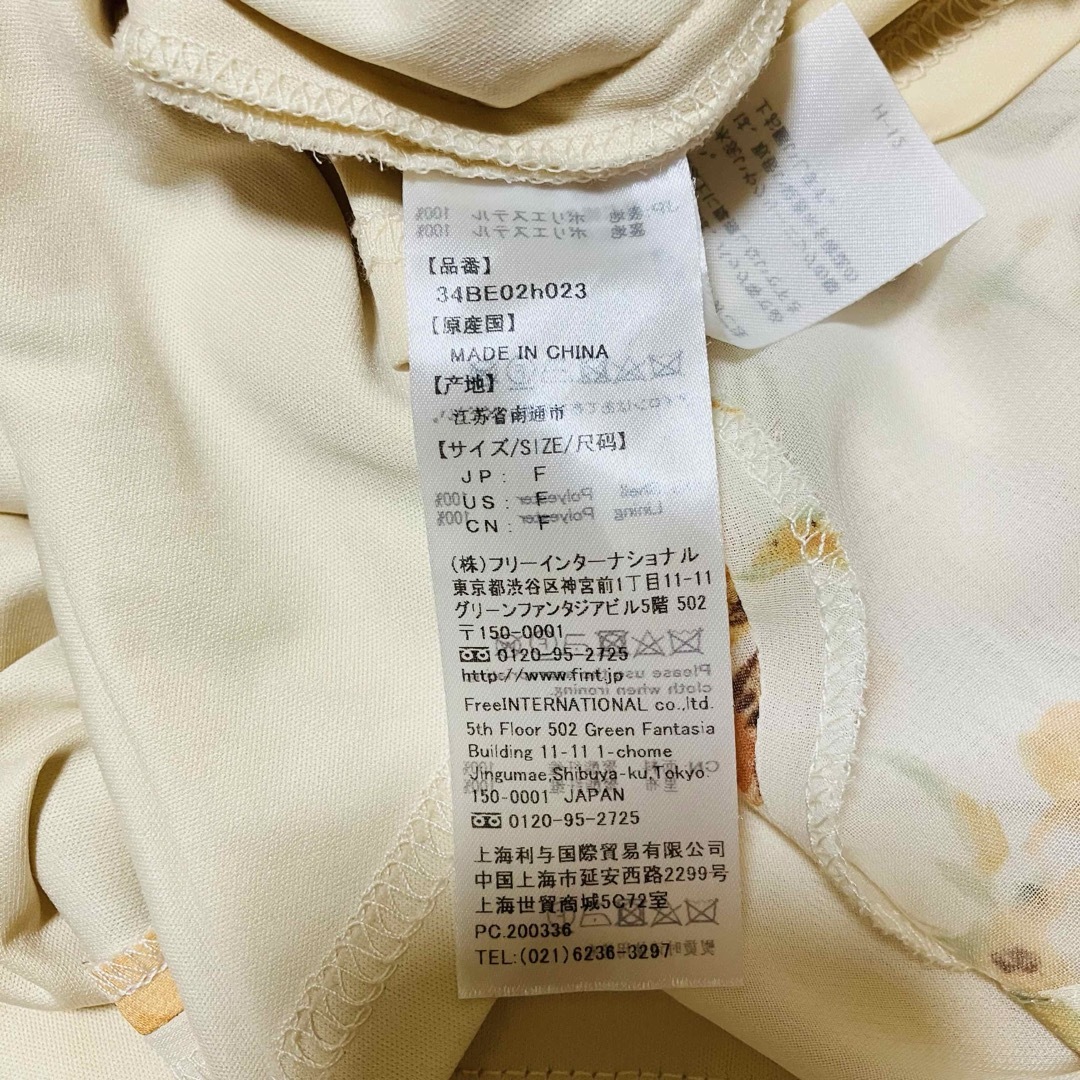 【品番】
34BE02h023
【原産国】
MADE IN CHINA
【产地】
江苏省南通市
【サイズ/SIZE/尺码】
JP: F
US: F
CN: F
(株)フリーインターナショナル
東京都渋谷区神宮前1丁目11-11
グリーンファンタジアビル5階 502
〒150-0001
0120-95-2725
http://www.fint.jp
FreeINTERNATIONAL co.,ltd.
5th Floor 502 Green Fantasia
Building 11-11 1-chome
Jingumae,Shibuya-ku,Tokyo
150-0001 JAPAN
0120-95-2725
上海利与国際貿易有限公司
中国上海市延安西路2299号
上海世貿商城5C72室
PC.200336
TEL:(021)6236-3297